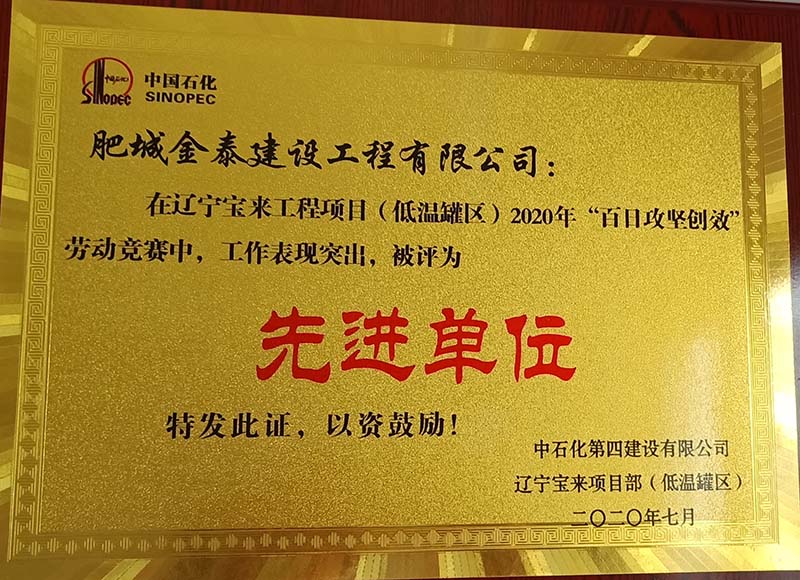 中国石化
SINOPEC
中国石化
SINOPEC
肥城金泰建设工程有限公司：
在辽宁宝来工程项目（低温罐区）2020年“百日攻坚创效”
劳动竞赛中，工作表现突出，被评为
先进单位
特发此证，以资鼓励！
中石化第四建设有限公司
辽宁宝来项目部（低温罐区）
二〇二〇年七月